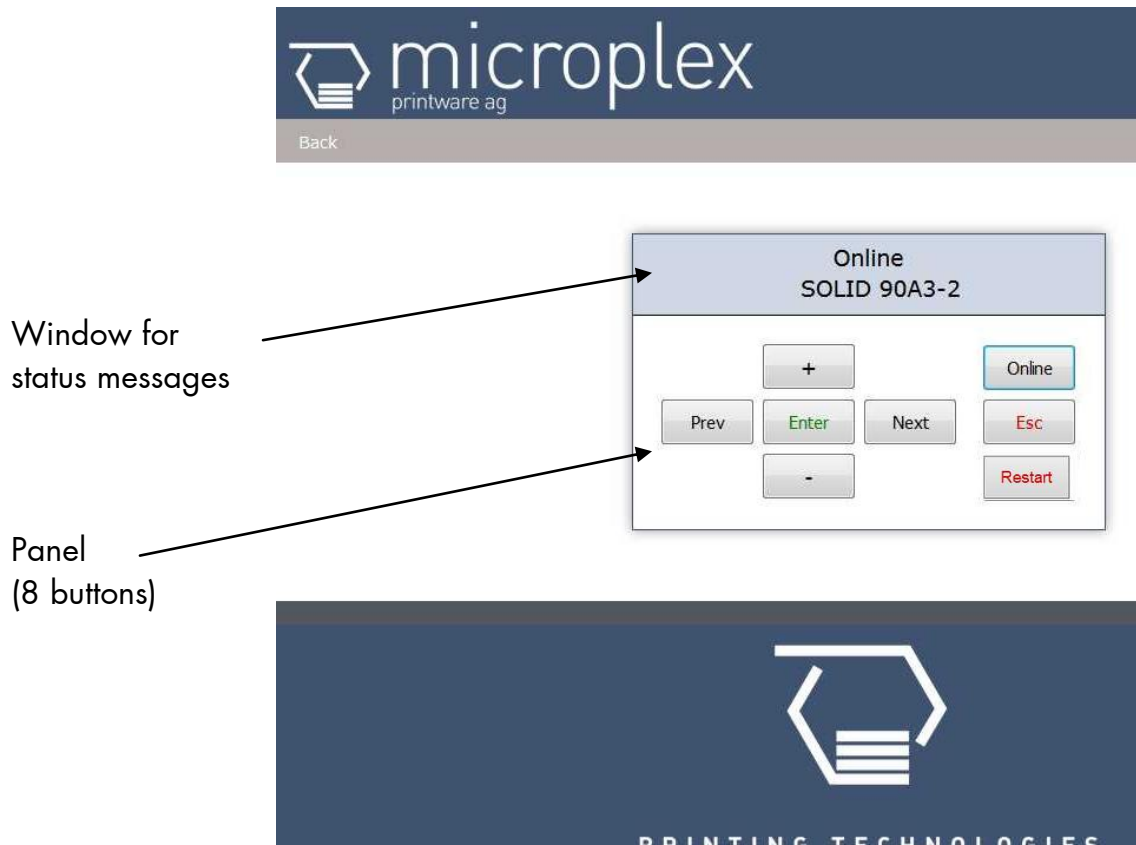 microplex
printware ag
Back
Online
SOLID 90A3-2
Window for
status messages
+
Online
Prev
Enter
Next
Esc
-
Restart
Panel
(8 buttons)
PRINTING TECHNOLOGIES